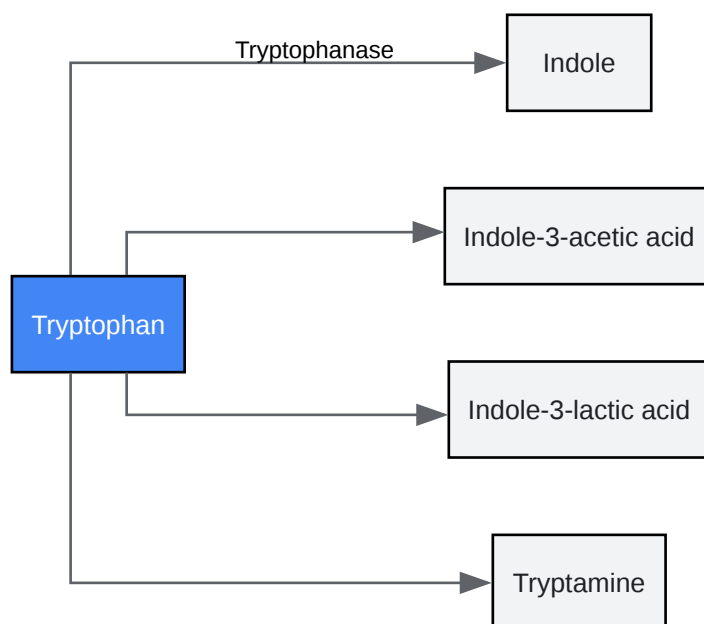 Tryptophanase
Indole
Indole-3-acetic acid
Tryptophan
Indole-3-lactic acid
Tryptamine